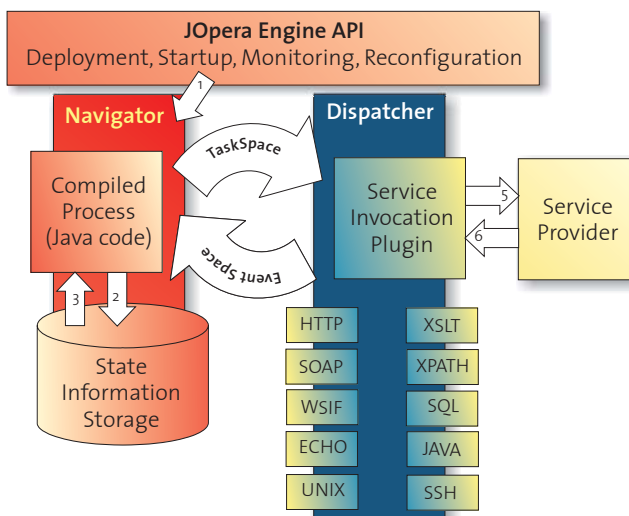 JOpera Engine API
Deployment, Startup, Monitoring, Reconfiguration
1
Navigator
Dispatcher
TaskSpace
Compiled
Process
(Java code)
Service
Invocation
Plugin
5
6
Service
Provider
Event Space
3
2
State
Information
Storage
HTTP
XSLT
SOAP
XPATH
WSIF
SQL
ECHO
JAVA
UNIX
SSH